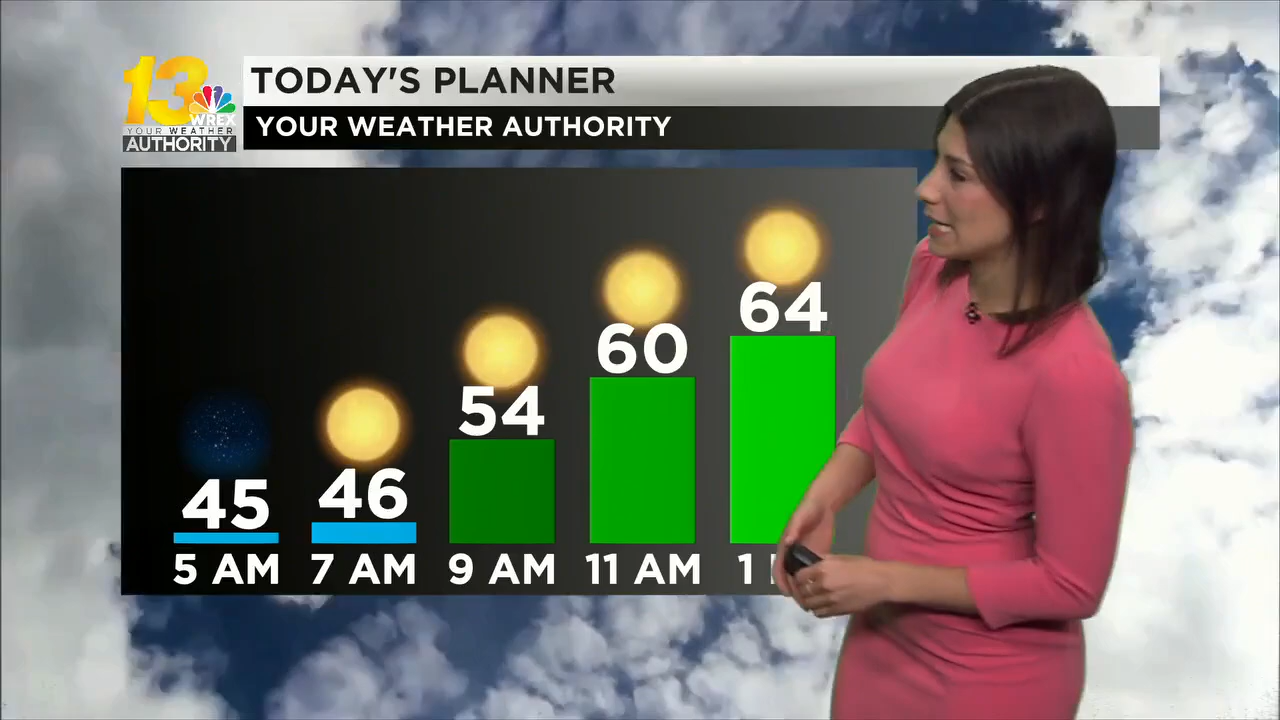 13
WREX
YOUR WEATHER
AUTHORITY
TODAY'S PLANNER
YOUR WEATHER AUTHORITY
45 46 54 60 64
5 AM 7 AM 9 AM 11 AM 1